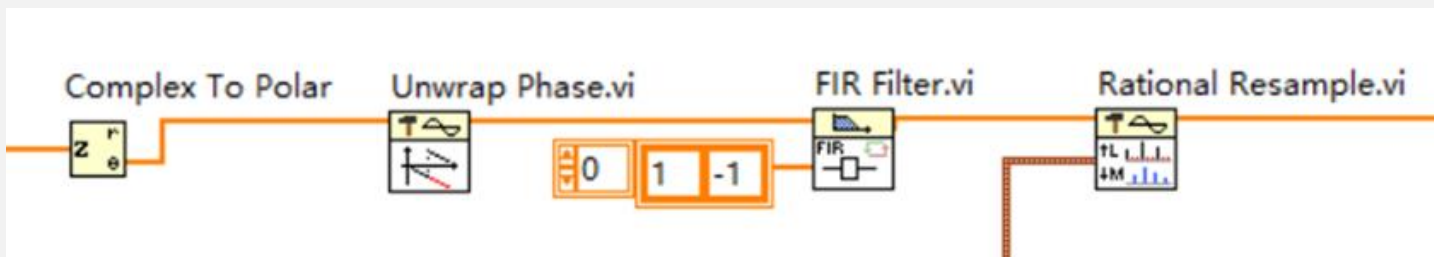 Complex To Polar
Unwrap Phase.vi
FIR Filter.vi
Rational Resample.vi
z r θ
FIR
0 1 -1
↑L
↓M